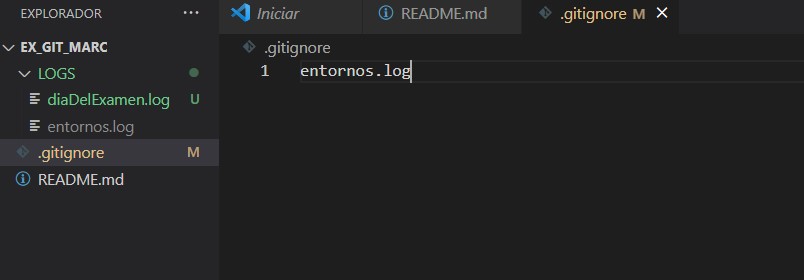 EXPLORADOR ...
EX_GIT_MARC
LOGS
diaDelExamen.log U
entornos.log
.gitignore M
README.md
Iniciar README.md .gitignore M
.gitignore
1 entornos.log